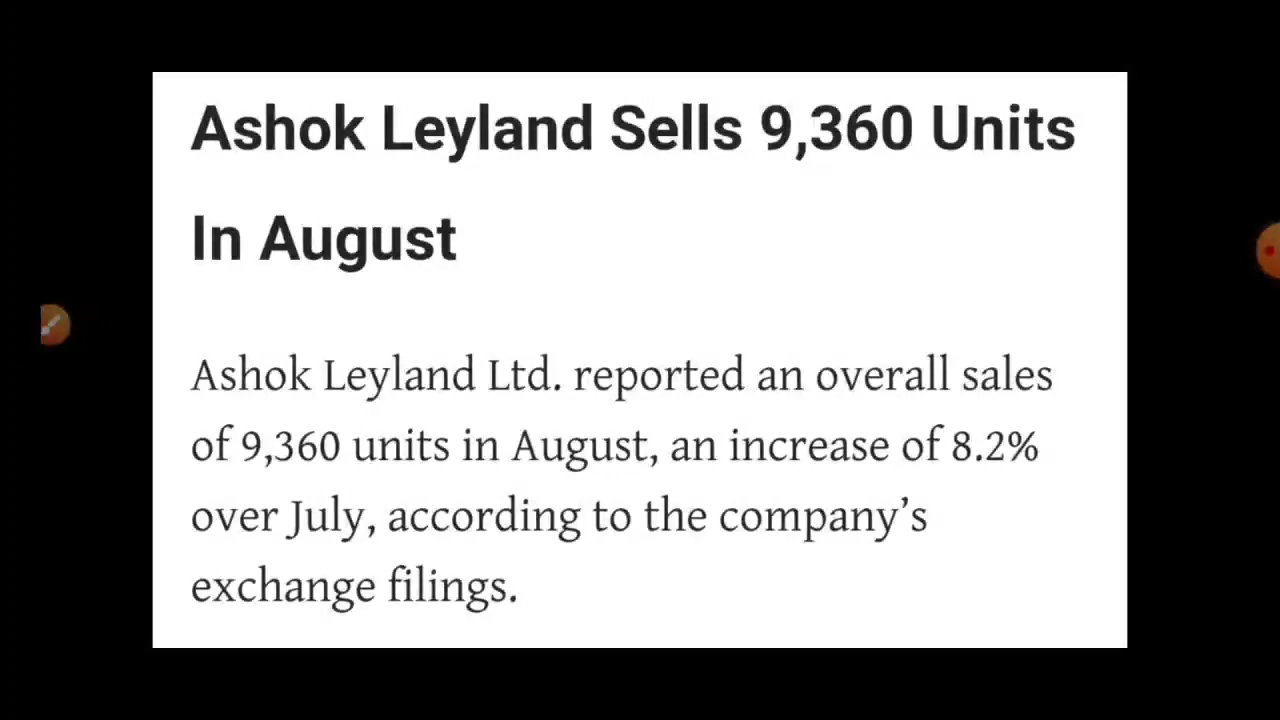 Ashok Leyland Sells 9,360 Units
In August
Ashok Leyland Ltd. reported an overall sales
of 9,360 units in August, an increase of 8.2%
over July, according to the company’s
exchange filings.